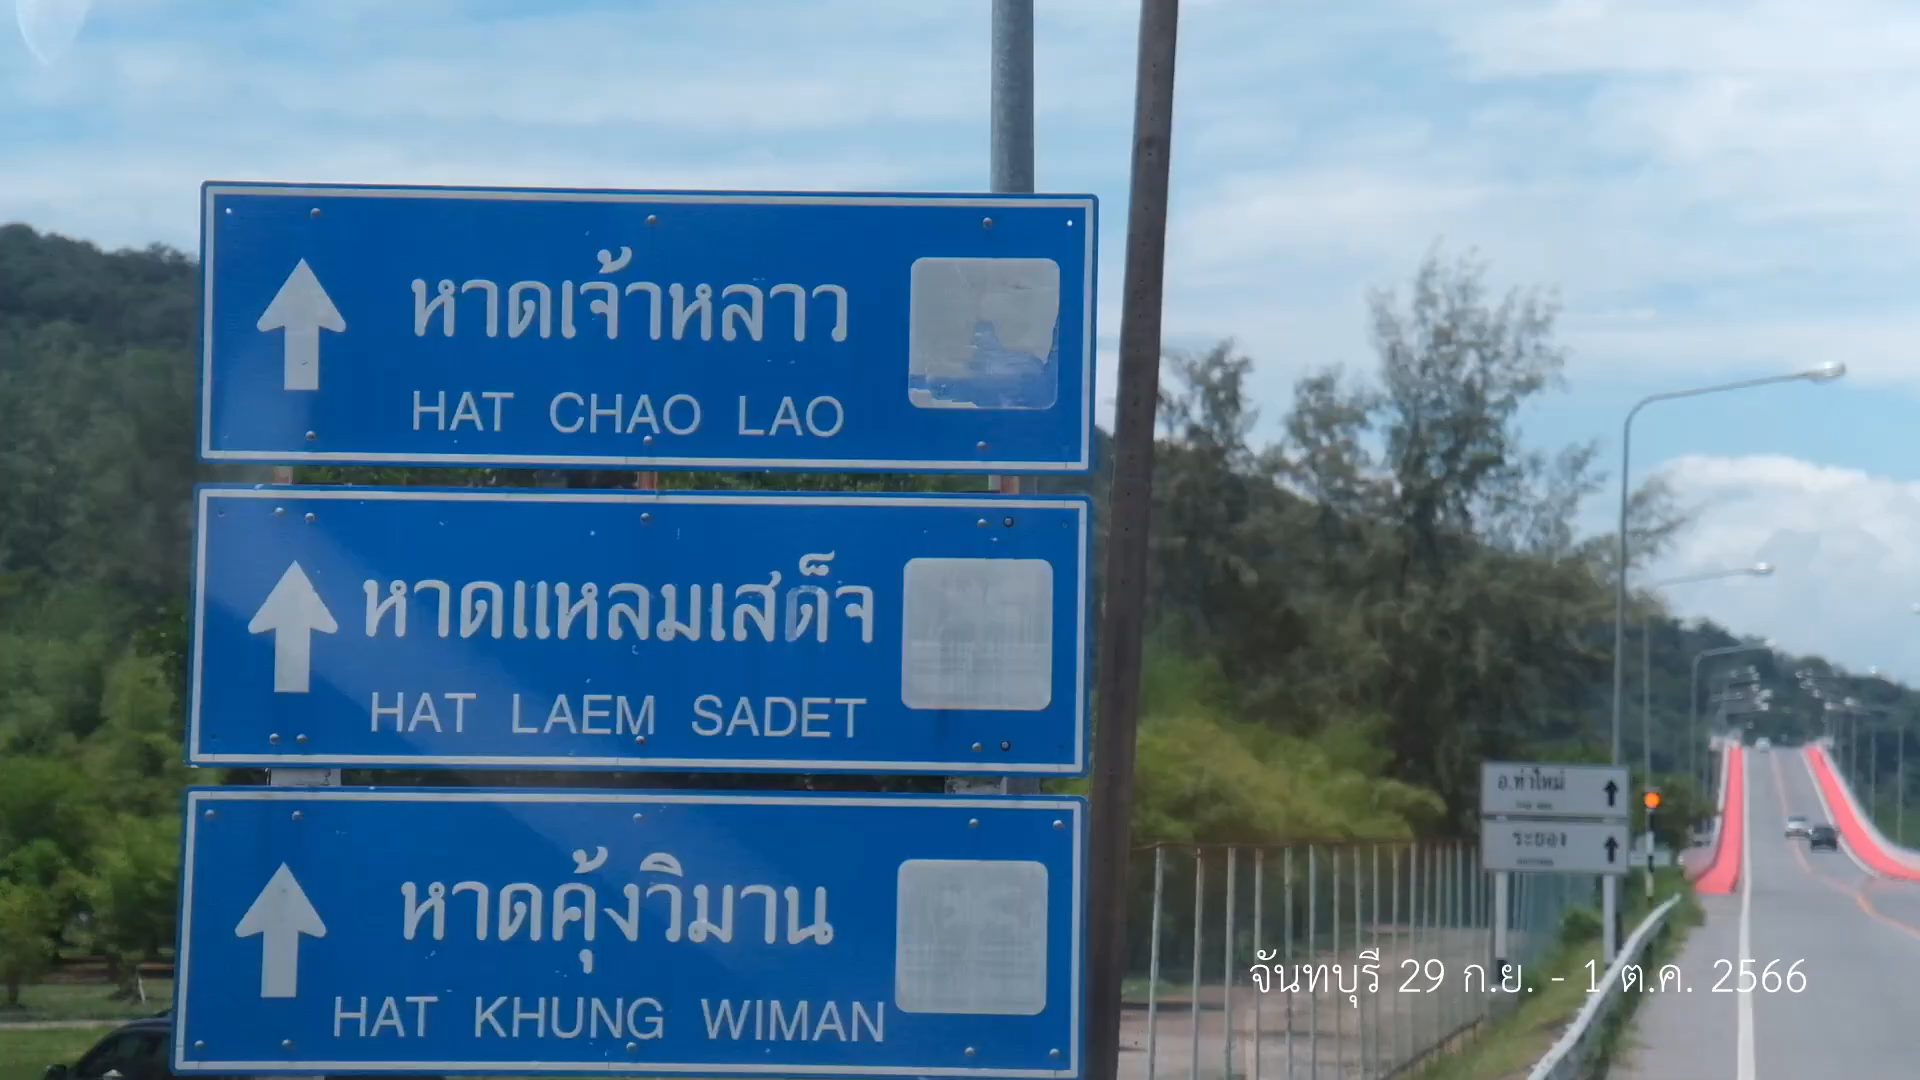 หาดเจ้าหลาว
HAT CHAO LAO
หาดแหลมเสด็จ
HAT LAEM SADET
หาดคุ้งวิมาน
HAT KHUNG WIMAN
อ.ท่าใหม่
ระยอง
จันทบุรี 29 ก.ย. - 1 ต.ค. 2566